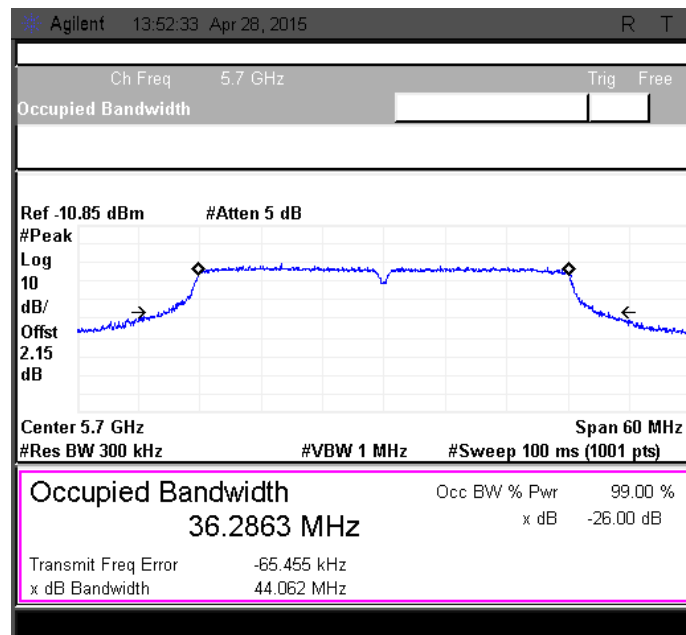 Agilent 13:52:33 Apr 28, 2015 R T
Ch Freq 5.7 GHz Trig Free
Occupied Bandwidth
Ref -10.85 dBm #Atten 5 dB
#Peak
Log
10
dB/
Offst
2.15
dB
Center 5.7 GHz Span 60 MHz
#Res BW 300 kHz #VBW 1 MHz #Sweep 100 ms (1001 pts)
Occupied Bandwidth Occ BW % Pwr 99.00 %
36.2863 MHz x dB -26.00 dB
Transmit Freq Error -65.455 kHz
x dB Bandwidth 44.062 MHz